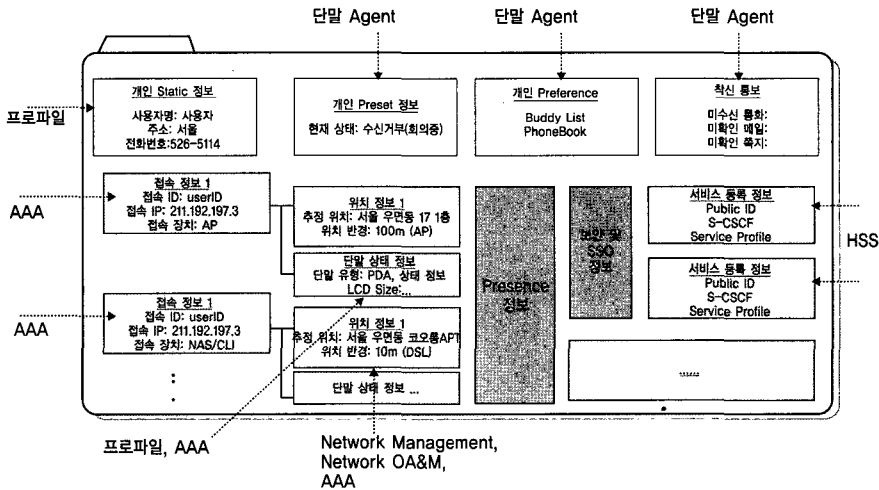 단말 Agent
단말 Agent
단말 Agent
프로파일
개인 Static 정보
사용자명: 사용자
주소: 서울
전화번호:526-5114
개인 Preset 정보
현재 상태: 수신거부(회의중)
개인 Preference
Buddy List
PhoneBook
착신 통보
미수신 통화:
미확인 메일:
미확인 쪽지:
AAA
접속 정보 1
접속 ID: userID
접속 IP: 211.192.197.3
접속 장치: AP
위치 정보 1
추정 위치: 서울 우면동 17 1층
위치 반경: 100m (AP)
단말 상태 정보
단말 유형: PDA, 상태 정보
LCD Size:...
Presence
정보
보안 및
SSO
정보
서비스 등록 정보
Public ID
S-CSCF
Service Profile
HSS
서비스 등록 정보
Public ID
S-CSCF
Service Profile
AAA
접속 정보 1
접속 ID: userID
접속 IP: 211.192.197.3
접속 장치: NAS/CLI
위치 정보 1
추정 위치: 서울 우면동 코오롱APT
위치 반경: 10m (DSL)
단말 상태 정보 ...
......
프로파일, AAA
Network Management,
Network OA&M,
AAA